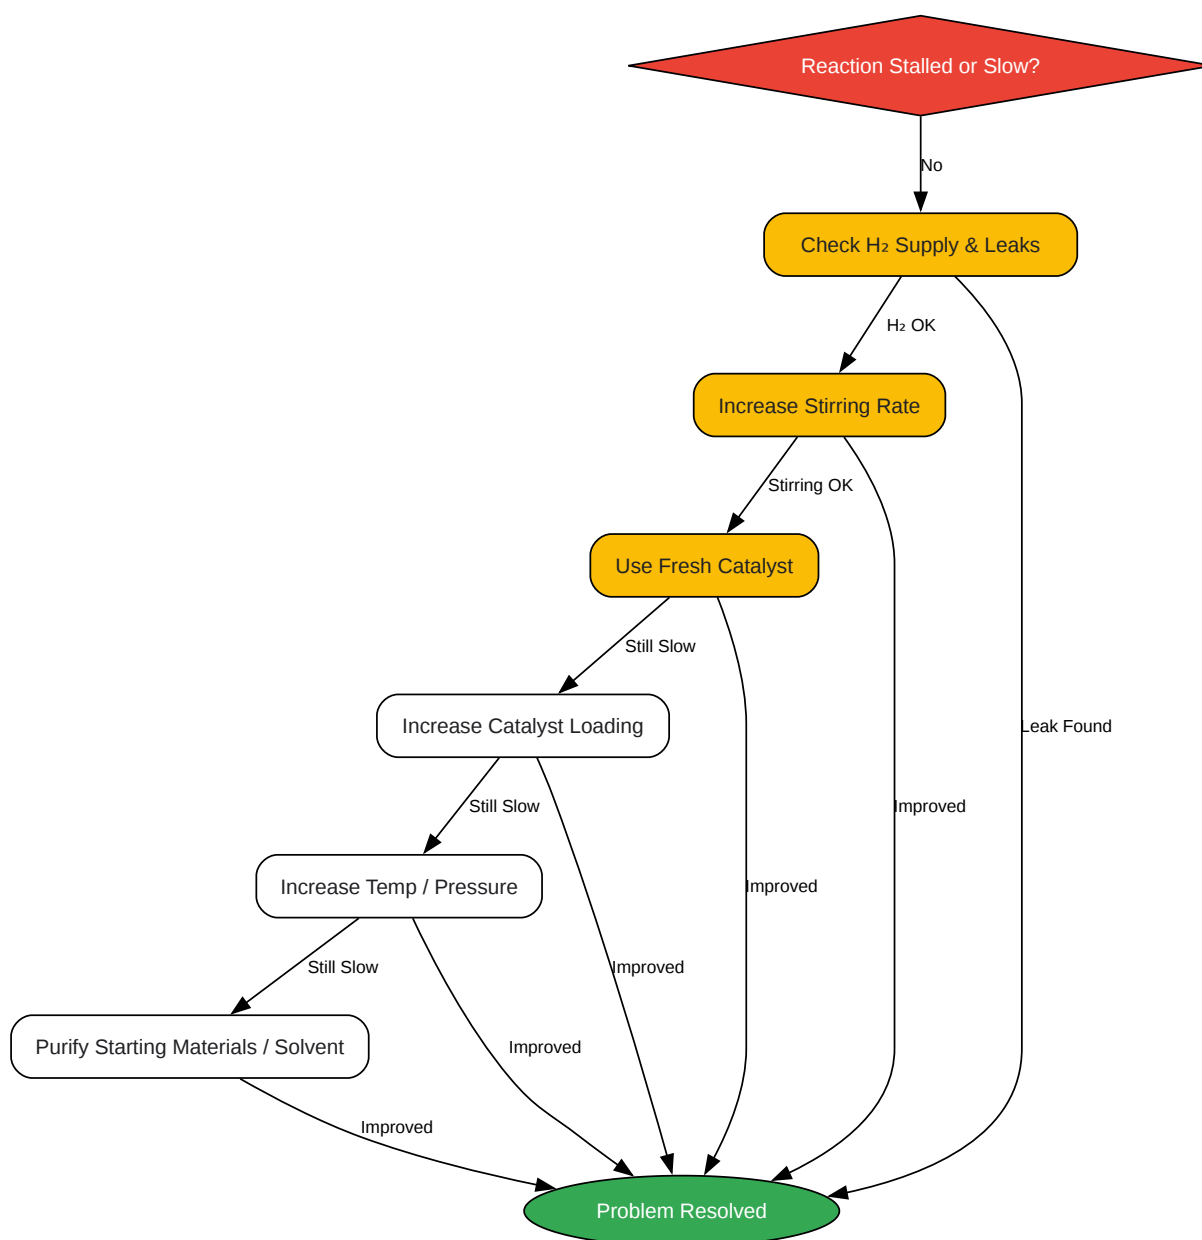 Reaction Stalled or Slow?
No
Check H₂ Supply & Leaks
H₂ OK
Increase Stirring Rate
Stirring OK
Use Fresh Catalyst
Still Slow
Increase Catalyst Loading
Leak Found
Still Slow
Improved
Increase Temp / Pressure
Improved
Still Slow
Improved
Purify Starting Materials / Solvent
Improved
Improved
Problem Resolved